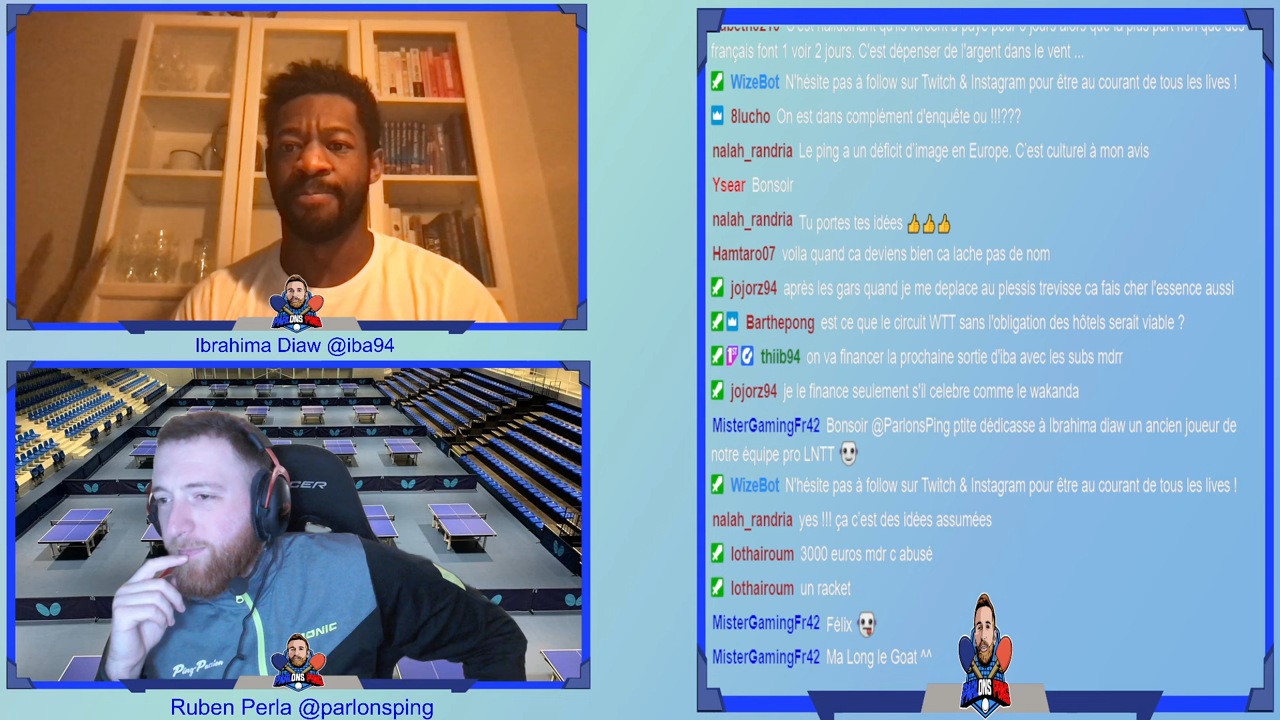 Ibrahima Diaw @iba94
CER
SONIC
Ping-Passion
Ruben Perla @parlonsping
français font 1 voir 2 jours. C'est dépenser de l'argent dans le vent ...
WizeBot N'hésite pas à follow sur Twitch & Instagram pour être au courant de tous les lives !
8lucho On est dans complèment d'enquête ou !!!???
nalah_randria Le ping a un déficit d'image en Europe. C'est culturel à mon avis
Ysear Bonsoir
nalah_randria Tu portes tes idées 👍👍👍
Hamtaro07 voila quand ca deviens bien ca lache pas de nom
jojorz94 après les gars quand je me deplace au plessis trevisse ca fais cher l'essence aussi
Barthepong est ce que le circuit WTT sans l'obligation des hôtels serait viable ?
thiib94 on va financer la prochaine sortie d'iba avec les subs mdrr
jojorz94 je le finance seulement s'il celebre comme le wakanda
MisterGamingFr42 Bonsoir @ParlonsPing ptite dédicasse à Ibrahima diaw un ancien joueur de
notre équipe pro LNTT
WizeBot N'hésite pas à follow sur Twitch & Instagram pour être au courant de tous les lives !
nalah_randria yes !!! ça c'est des idées assumées
lothairoum 3000 euros mdr c abusé
lothairoum un racket
MisterGamingFr42 Félix
MisterGamingFr42 Ma Long le Goat ^^
PARLONS PING